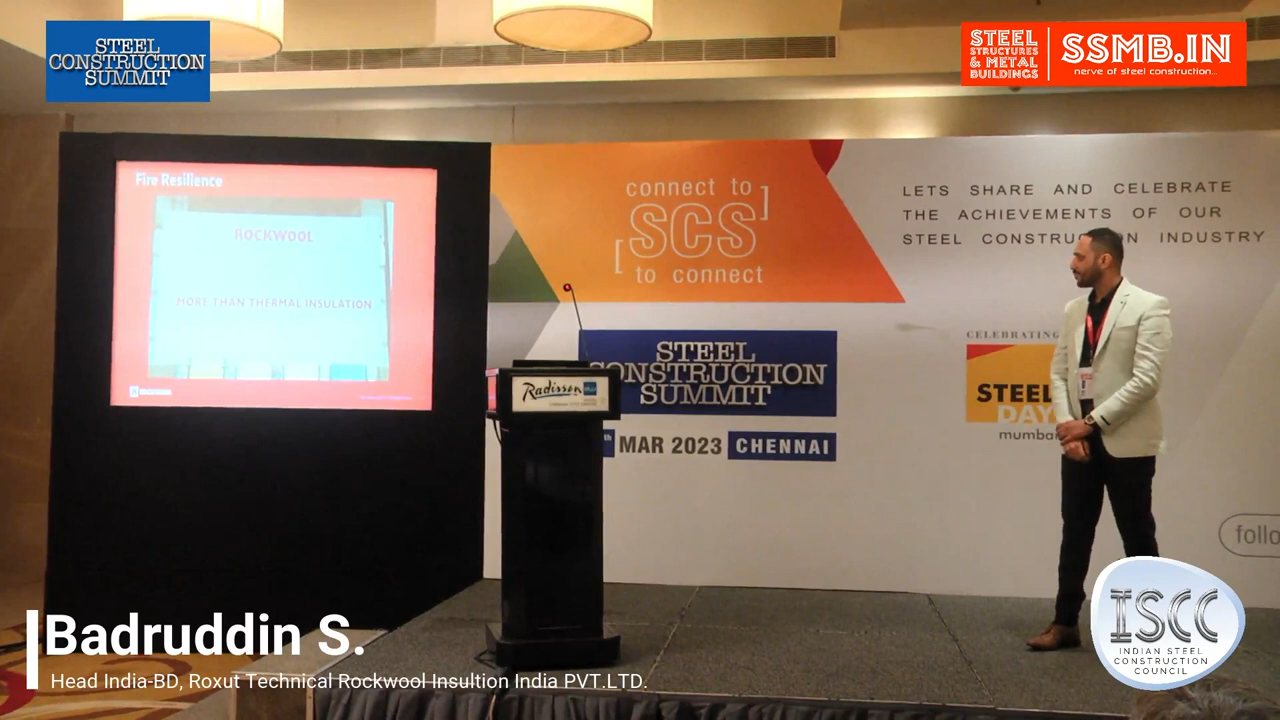 STEEL
CONSTRUCTION
SUMMIT
STEEL
STRUCTURES
& METAL
BUILDINGS
SSMB.IN
nerve of steel construction...
Fire Resilience
ROCKWOOL
MORE THAN THERMAL INSULATION
connect to
[SCS]
to connect
LETS SHARE AND CELEBRATE
THE ACHIEVEMENTS OF OUR
STEEL CONSTRU N INDUSTRY
STEEL
CONSTRUCTION
SUMMIT
th MAR 2023 CHENNAI
Radisson
CELEBRATING
STEEL
DAY
mumba
follo
Badruddin S.
Head India-BD, Roxut Technical Rockwool Insultion India PVT.LTD.
ISCC
INDIAN STEEL
CONSTRUCTION
COUNCIL